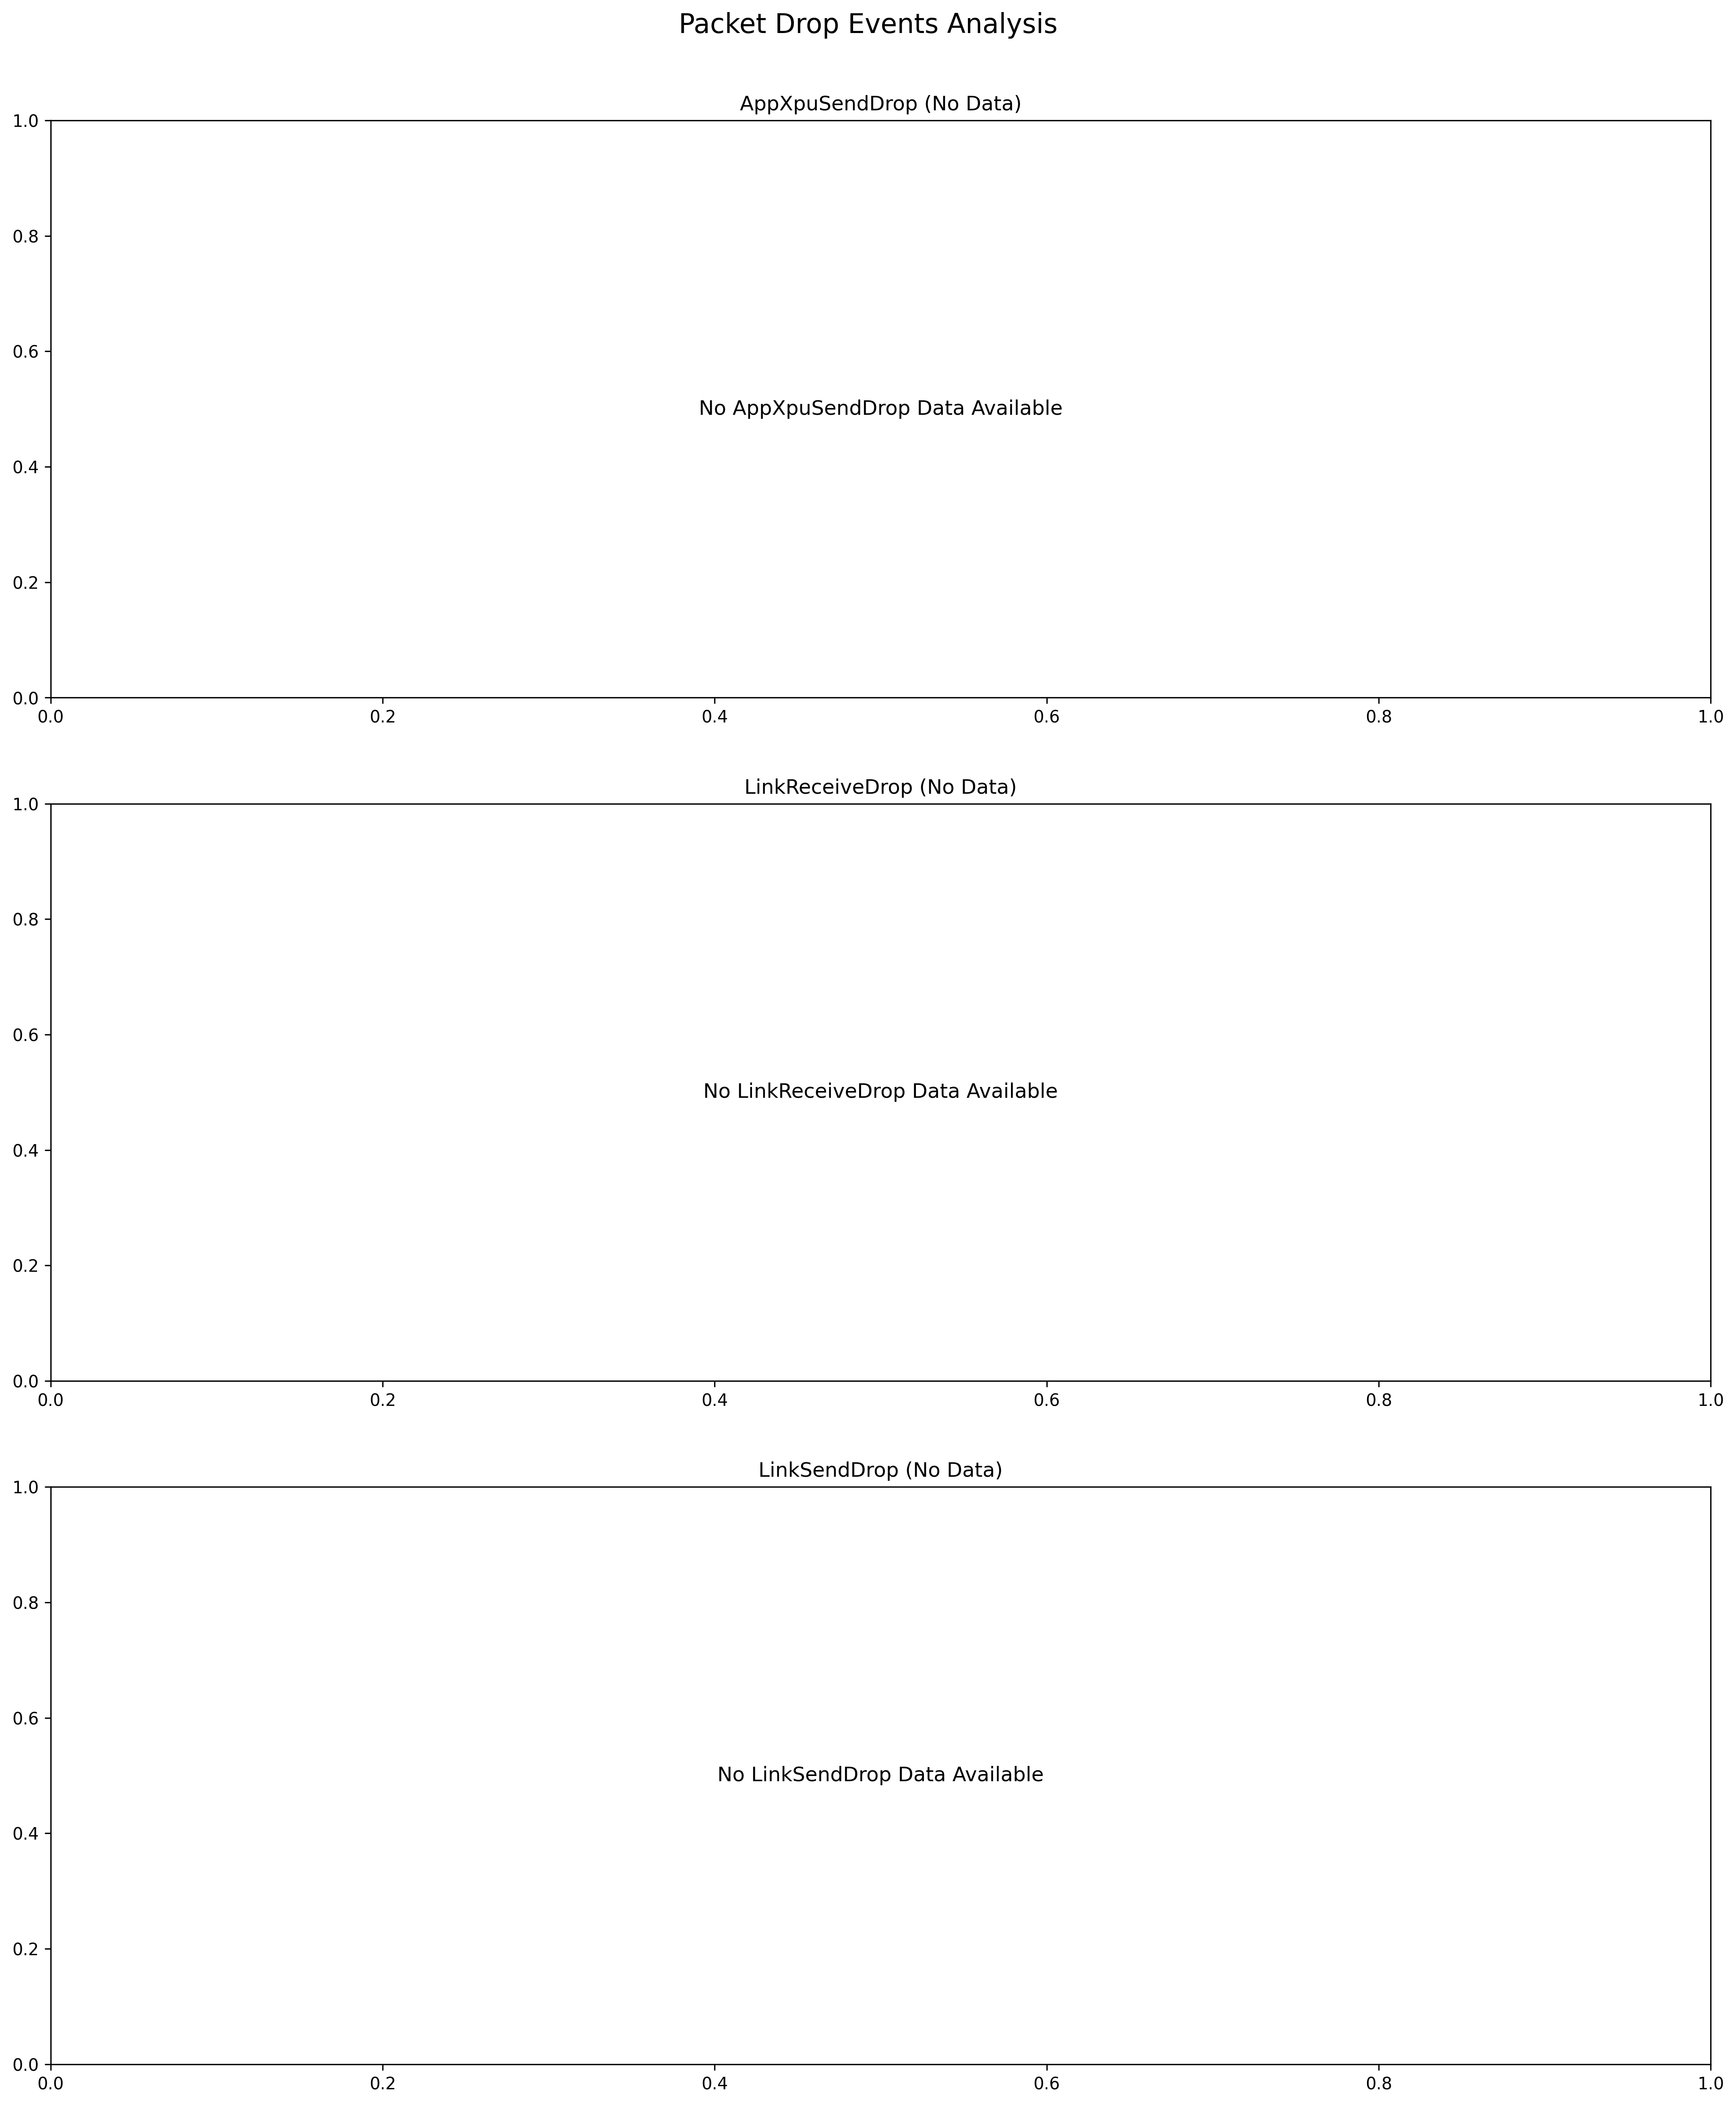 Packet Drop Events Analysis
AppXpuSendDrop (No Data)
1.0
0.8
0.6
No AppXpuSendDrop Data Available
0.4
0.2
0.0
0.0 0.2 0.4 0.6 0.8 1.0
LinkReceiveDrop (No Data)
1.0
0.8
0.6
No LinkReceiveDrop Data Available
0.4
0.2
0.0
0.0 0.2 0.4 0.6 0.8 1.0
LinkSendDrop (No Data)
1.0
0.8
0.6
No LinkSendDrop Data Available
0.4
0.2
0.0
0.0 0.2 0.4 0.6 0.8 1.0